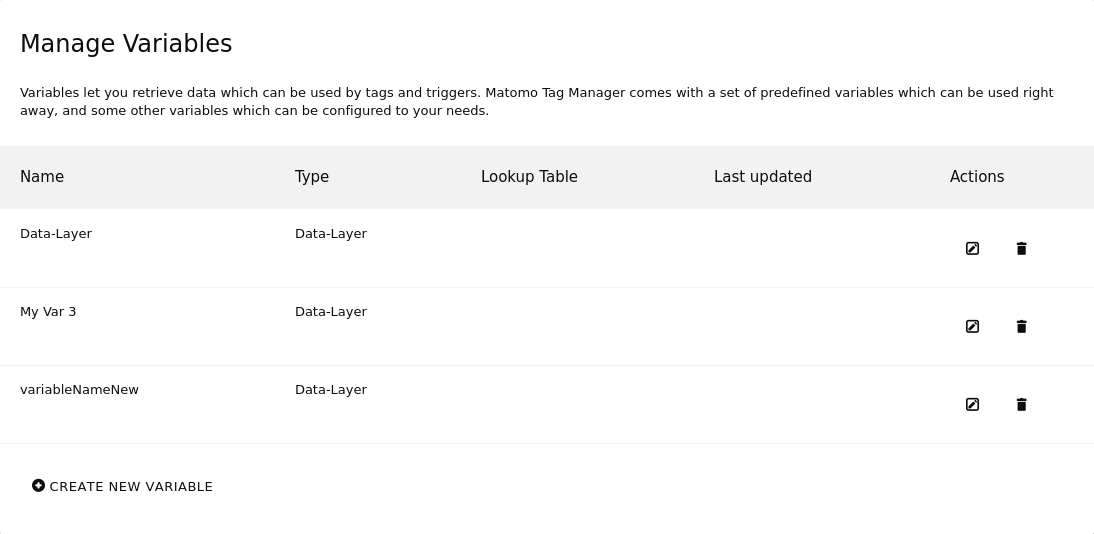 Manage Variables
Variables let you retrieve data which can be used by tags and triggers. Matomo Tag Manager comes with a set of predefined variables which can be used right
away, and some other variables which can be configured to your needs.
Name Type Lookup Table Last updated Actions
Data-Layer Data-Layer
My Var 3 Data-Layer
variableNameNew Data-Layer
CREATE NEW VARIABLE